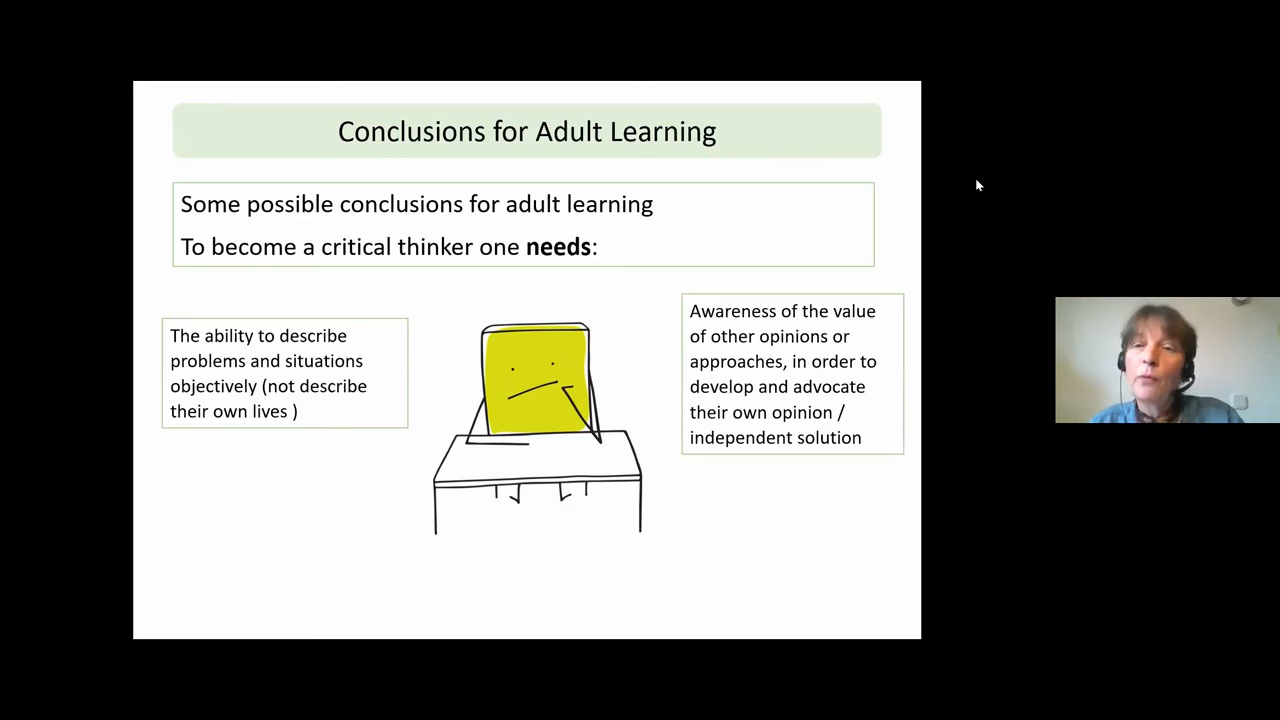 Conclusions for Adult Learning
Some possible conclusions for adult learning
To become a critical thinker one needs:
The ability to describe
problems and situations
objectively (not describe
their own lives )
Awareness of the value
of other opinions or
approaches, in order to
develop and advocate
their own opinion /
independent solution